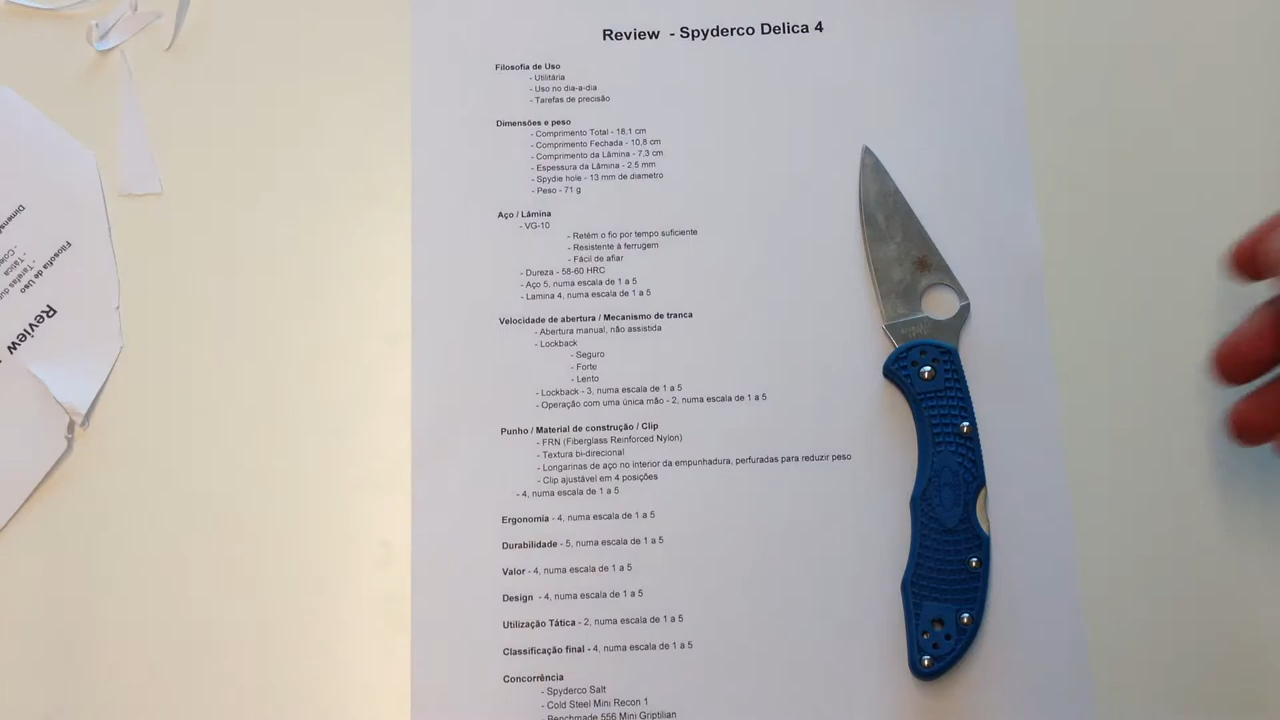 Review - Spyderco Delica 4
Filosofia de Uso
- Utilitária
- Uso no dia-a-dia
- Tarefas de precisão
Dimensões e peso
- Comprimento Total - 18,1 cm
- Comprimento Fechada - 10,8 cm
- Comprimento da Lâmina - 7,3 cm
- Espessura da Lâmina - 2,5 mm
- Spydie hole - 13 mm de diametro
- Peso - 71 g
Aço / Lâmina
- VG-10
- Retêm o fio por tempo suficiente
- Resistente à ferrugem
- Fácil de afiar
- Dureza - 58-60 HRC
- Aço 5, numa escala de 1 a 5
- Lamina 4, numa escala de 1 a 5
Velocidade de abertura / Mecanismo de tranca
- Abertura manual, não assistida
- Lockback
- Seguro
- Forte
- Lento
- Lockback - 3, numa escala de 1 a 5
- Operação com uma única mão - 2, numa escala de 1 a 5
Punho / Material de construção / Clip
- FRN (Fiberglass Reinforced Nylon)
- Textura bi-direcional
- Longarinas de aço no interior da empunhadura, perfuradas para reduzir peso
- Clip ajustável em 4 posições
- 4, numa escala de 1 a 5
Ergonomia - 4, numa escala de 1 a 5
Durabilidade - 5, numa escala de 1 a 5
Valor - 4, numa escala de 1 a 5
Design - 4, numa escala de 1 a 5
Utilização Tática - 2, numa escala de 1 a 5
Classificação final - 4, numa escala de 1 a 5
Concorrência
- Spyderco Salt
- Cold Steel Mini Recon 1
- Benchmade 556 Mini Griptilian
Review
Filosofia de Uso
- Tarefas du
- Tática
- Cole
Dimens